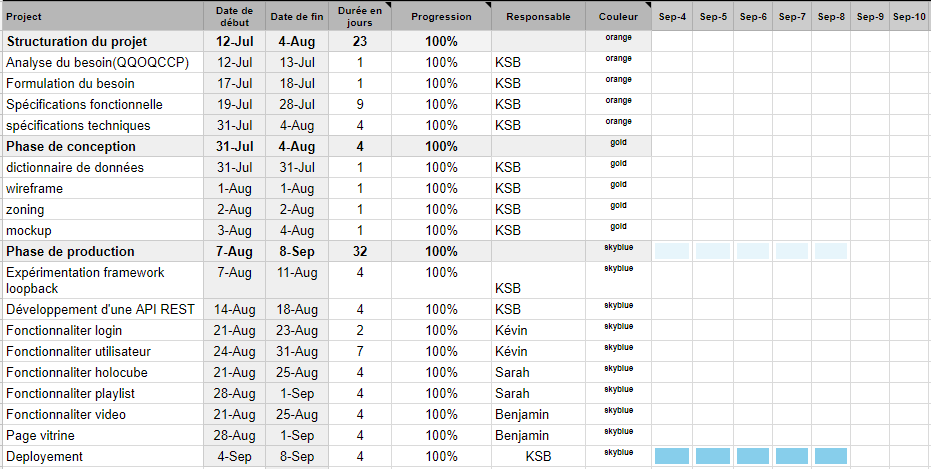 Project Date de début Date de fin Durée en jours Progression Responsable Couleur Sep-4 Sep-5 Sep-6 Sep-7 Sep-8 Sep-9 Sep-10
Structuration du projet 12-Jul 4-Aug 23 100% orange
Analyse du besoin(QQOQCCP) 12-Jul 13-Jul 1 100% KSB orange
Formulation du besoin 17-Jul 18-Jul 1 100% KSB orange
Spécifications fonctionnelle 19-Jul 28-Jul 9 100% KSB orange
spécifications techniques 31-Jul 4-Aug 4 100% KSB orange
Phase de conception 31-Jul 4-Aug 4 100% gold
dictionnaire de données 31-Jul 31-Jul 1 100% KSB gold
wireframe 1-Aug 1-Aug 1 100% KSB gold
zoning 2-Aug 2-Aug 1 100% KSB gold
mockup 3-Aug 4-Aug 1 100% KSB gold
Phase de production 7-Aug 8-Sep 32 100% skyblue
Expérimentation framework loopback 7-Aug 11-Aug 4 100% KSB skyblue
Développement d'une API REST 14-Aug 18-Aug 4 100% KSB skyblue
Fonctionnaliter login 21-Aug 23-Aug 2 100% Kévin skyblue
Fonctionnaliter utilisateur 24-Aug 31-Aug 7 100% Kévin skyblue
Fonctionnaliter holocube 21-Aug 25-Aug 4 100% Sarah skyblue
Fonctionnaliter playlist 28-Aug 1-Sep 4 100% Sarah skyblue
Fonctionnaliter video 21-Aug 25-Aug 4 100% Benjamin skyblue
Page vitrine 28-Aug 1-Sep 4 100% Benjamin skyblue
Deployement 4-Sep 8-Sep 4 100% KSB skyblue